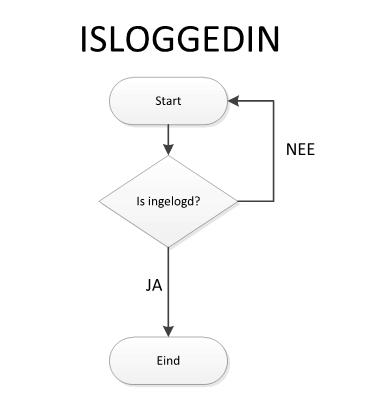 ISLOGGEDIN
Start
NEE
Is ingelogd?
JA
Eind